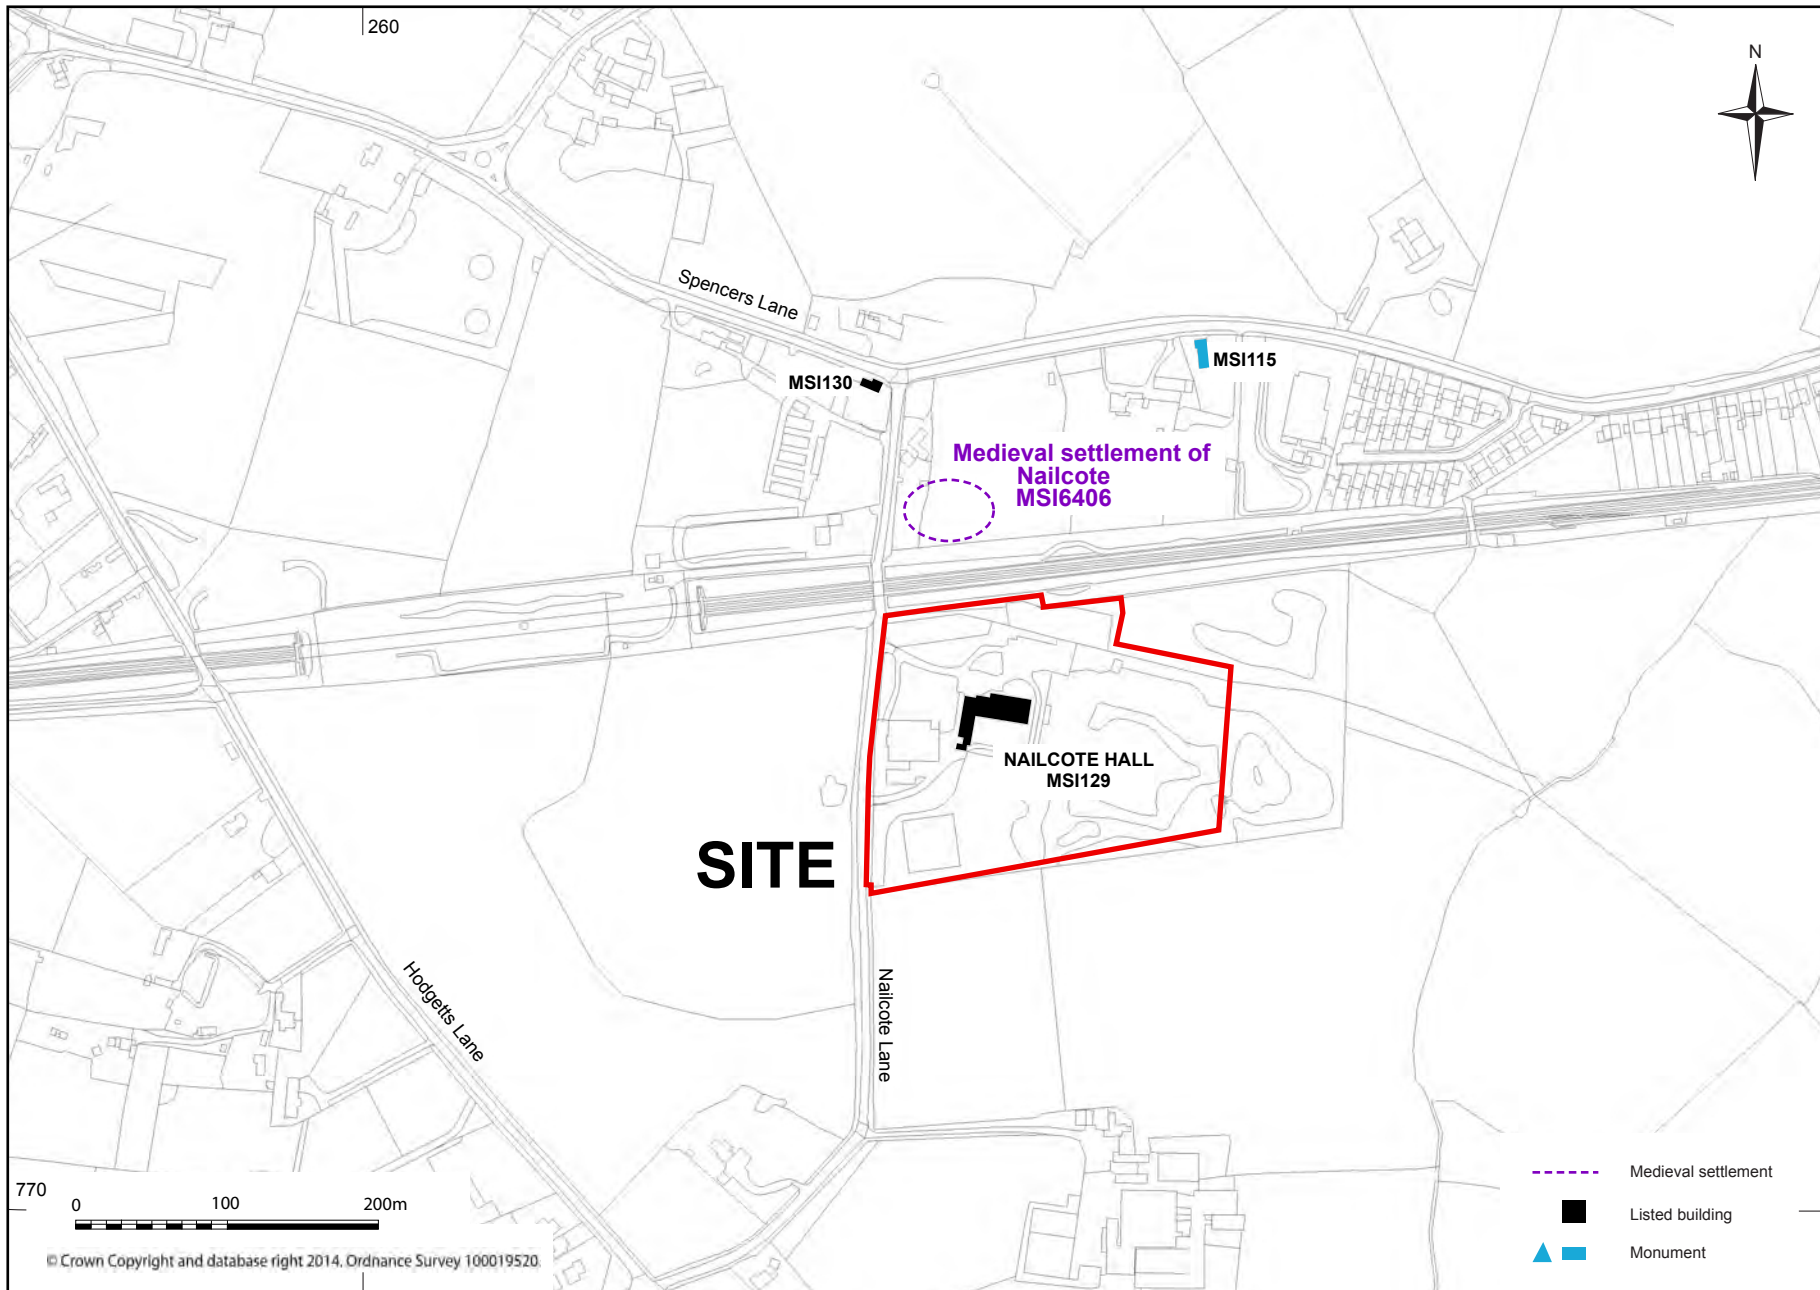 260
N
Spencers Lane
MSI130
MSI115
Medieval settlement of
Nailcote
MSI6406
NAILCOTE HALL
MSI129
SITE
Hodgetts Lane
Nailcote Lane
770
0 100 200m
© Crown Copyright and database right 2014. Ordnance Survey 100019520.
Medieval settlement
Listed building
Monument